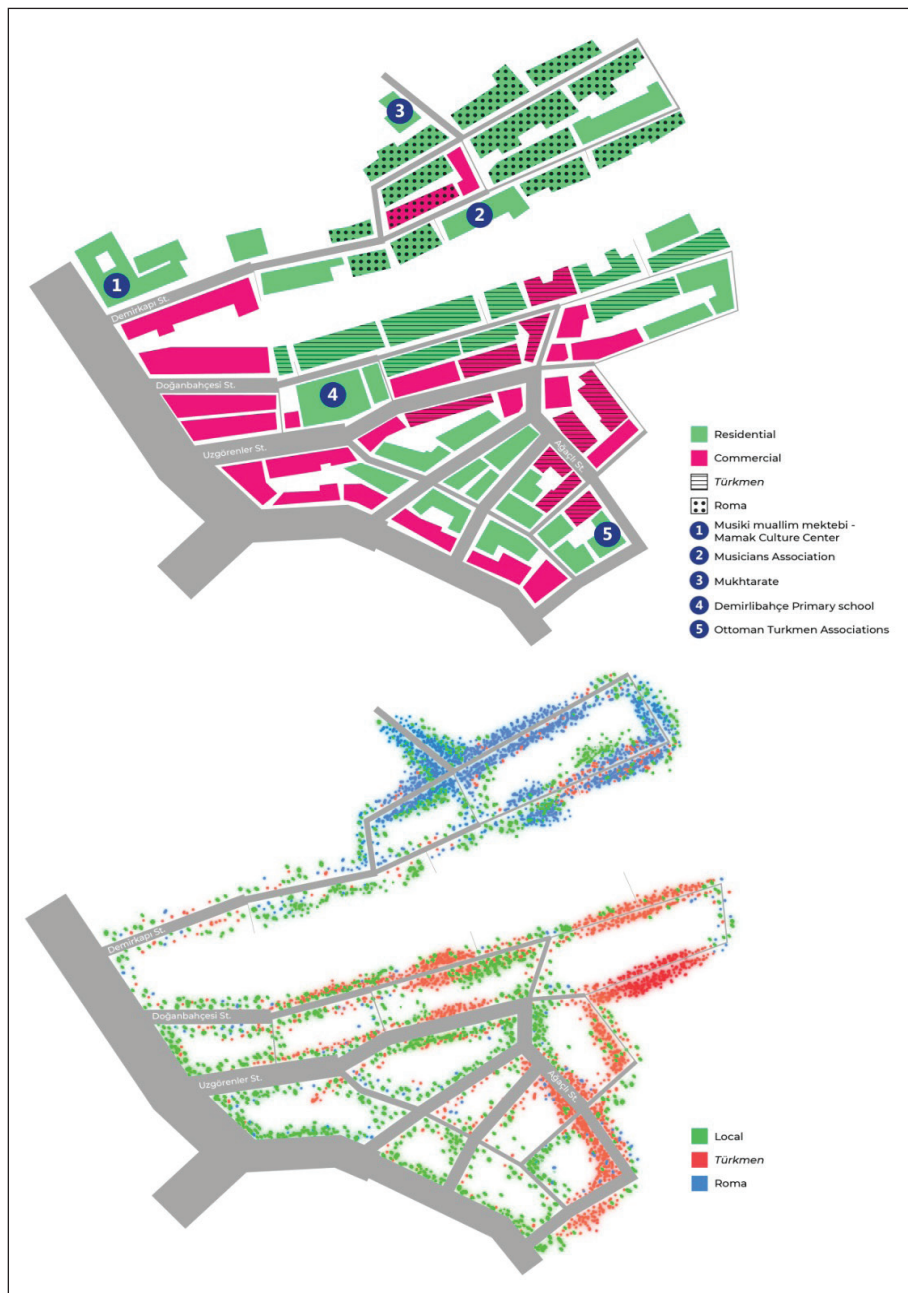 3
2
1
Demirkapı St.
Doğanbahçesi St.
4
Uzgörenler St.
Ağaçlı St.
5
Residential
Commercial
Türkmen
Roma
1 Musiki muallim mektebi -
Mamak Culture Center
2 Musicians Association
3 Mukhtarate
4 Demirlibahçe Primary school
5 Ottoman Turkmen Associations
Demirkapı St.
Doğanbahçesi St.
Uzgörenler St.
Ağaçlı St.
Local
Türkmen
Roma